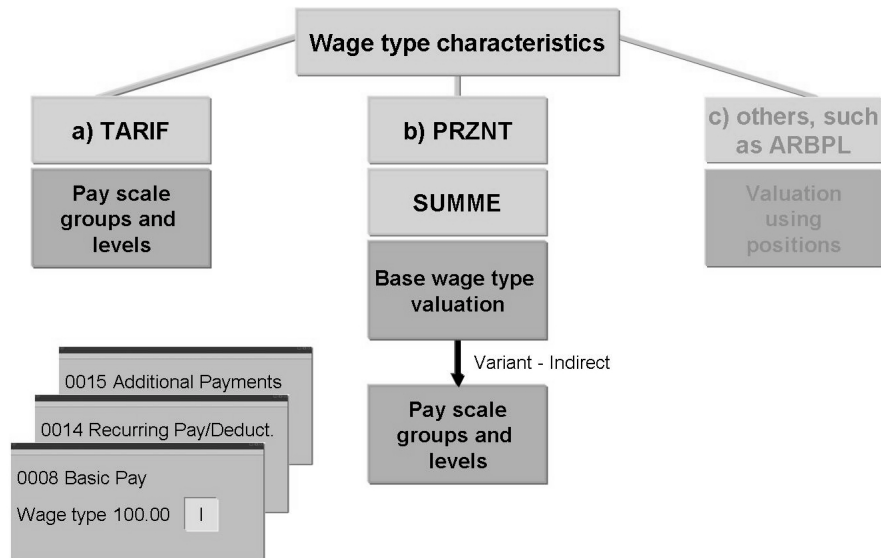 Wage type characteristics
a) TARIF
b) PRZNT
c) others, such
as ARBPL
Pay scale
groups and
levels
SUMME
Valuation
using
positions
Base wage type
valuation
Variant - Indirect
Pay scale
groups and
levels
0015 Additional Payments
0014 Recurring Pay/Deduct.
0008 Basic Pay
Wage type 100.00 I